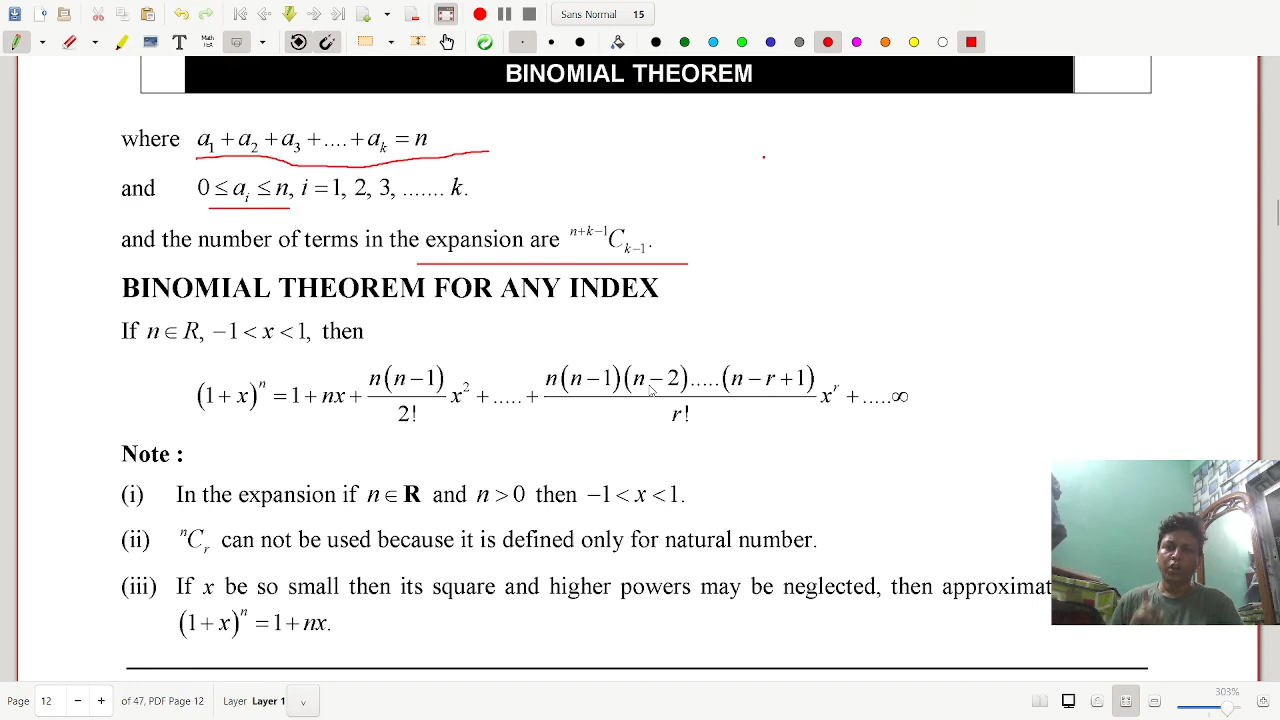 Sans Normal 15
BINOMIAL THEOREM
where a₁ + a₂ + a₃ + .... + aₖ = n
and 0 ≤ aᵢ ≤ n, i = 1, 2, 3, ....... k.
and the number of terms in the expansion are ⁿ⁺ᵏ⁻¹Cₖ₋₁.
BINOMIAL THEOREM FOR ANY INDEX
If n ∈ R, −1 < x < 1, then
(1 + x)ⁿ = 1 + nx + n(n − 1)/2! x² + ..... + n(n − 1)(n − 2).....(n − r + 1)/r! xʳ + .....∞
Note :
(i) In the expansion if n ∈ R and n > 0 then −1 < x < 1.
(ii) ⁿCᵣ can not be used because it is defined only for natural number.
(iii) If x be so small then its square and higher powers may be neglected, then approximat
(1 + x)ⁿ = 1 + nx.
Page 12 of 47, PDF Page 12 Layer Layer 1 303%